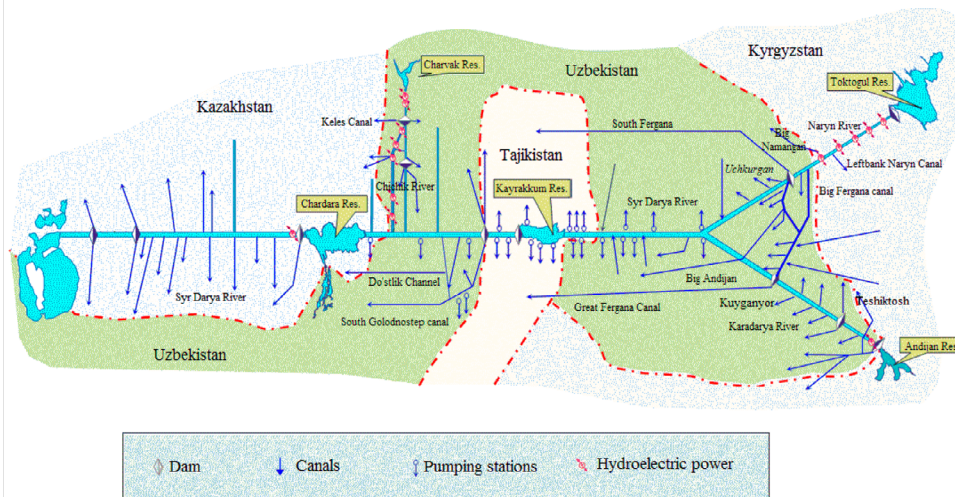 Kyrgyzstan
Uzbekistan
Charvak Res.
Toktogul Res.
Kazakhstan
Keles Canal
South Fergana
Naryn River
Big
Namangan
Tajikistan
Leftbank Naryn Canal
Uchkurgan
Chichik River
Kayrakkum Res.
Big Fergana canal
Chardara Res.
Syr Darya River
Big Andijan
Do'stlik Channel
Syr Darya River
Kuyganyor
Teshiktosh
Great Fergana Canal
South Golodnostep canal
Karadarya River
Andijan Res.
Uzbekistan
Dam
Canals
Pumping stations
Hydroelectric power